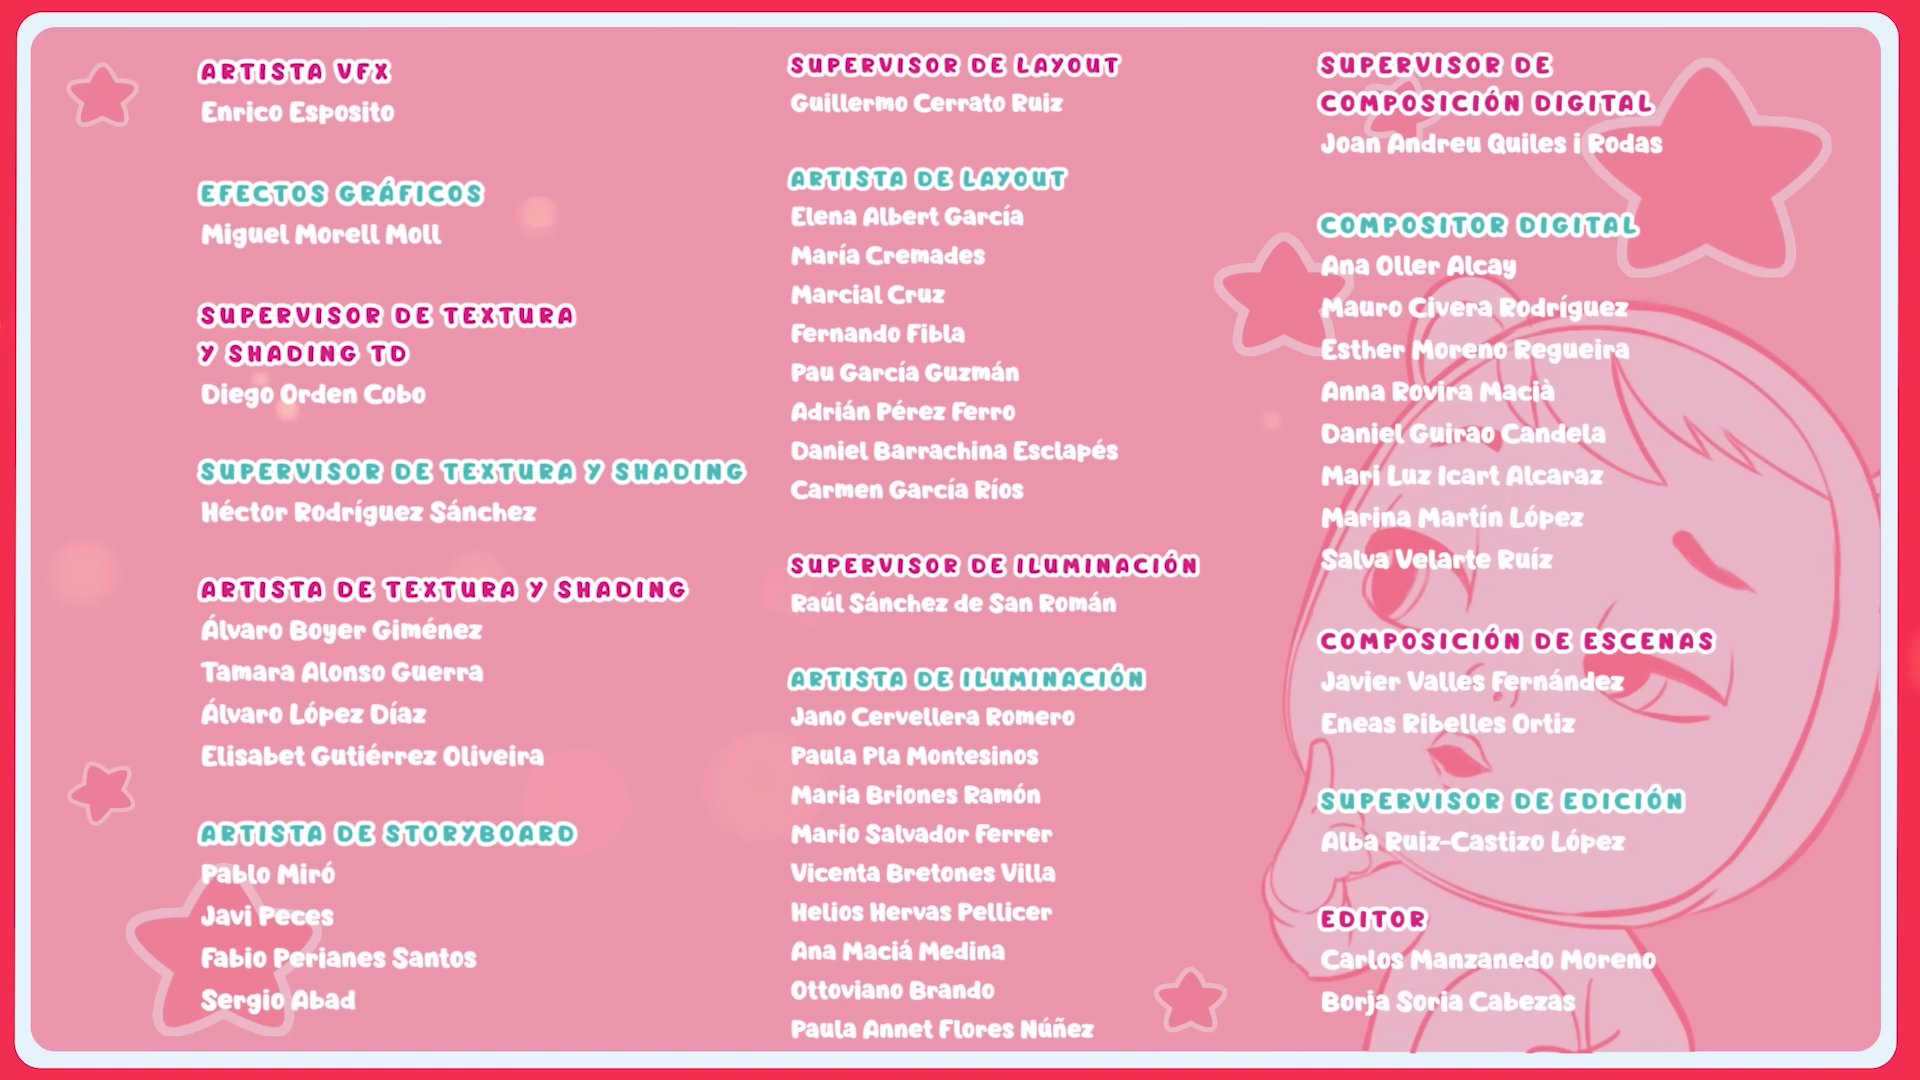 ARTISTA VFX
Enrico Esposito
EFECTOS GRÁFICOS
Miguel Morell Moll
SUPERVISOR DE TEXTURA
Y SHADING TD
Diego Orden Cobo
SUPERVISOR DE TEXTURA Y SHADING
Héctor Rodríguez Sánchez
ARTISTA DE TEXTURA Y SHADING
Álvaro Boyer Giménez
Tamara Alonso Guerra
Álvaro López Díaz
Elisabet Gutiérrez Oliveira
ARTISTA DE STORYBOARD
Pablo Miró
Javi Peces
Fabio Perianes Santos
Sergio Abad
SUPERVISOR DE LAYOUT
Guillermo Cerrato Ruiz
ARTISTA DE LAYOUT
Elena Albert García
María Cremades
Marcial Cruz
Fernando Fibla
Pau García Guzmán
Adrián Pérez Ferro
Daniel Barrachina Esclapés
Carmen García Ríos
SUPERVISOR DE ILUMINACIÓN
Raúl Sánchez de San Román
ARTISTA DE ILUMINACIÓN
Jano Cervellera Romero
Paula Pla Montesinos
Maria Briones Ramón
Mario Salvador Ferrer
Vicenta Bretones Villa
Helios Hervas Pellicer
Ana Maciá Medina
Ottoviano Brando
Paula Annet Flores Núñez
SUPERVISOR DE
COMPOSICIÓN DIGITAL
Joan Andreu Quiles i Rodas
COMPOSITOR DIGITAL
Ana Oller Alcay
Mauro Civera Rodríguez
Esther Moreno Regueira
Anna Rovira Macià
Daniel Guirao Candela
Mari Luz Icart Alcaraz
Marina Martín López
Salva Velarte Ruíz
COMPOSICIÓN DE ESCENAS
Javier Valles Fernández
Eneas Ribelles Ortiz
SUPERVISOR DE EDICIÓN
Alba Ruiz-Castizo López
EDITOR
Carlos Manzanedo Moreno
Borja Soria Cabezas